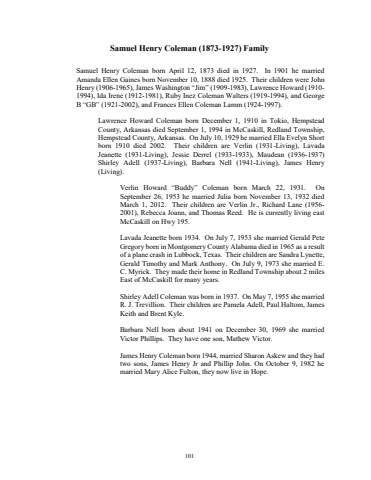 Samuel Henry Coleman (1873-1927) Family
Samuel Henry Coleman born April 12, 1873 died in 1927. In 1901 he married
Amanda Ellen Gaines born November 10, 1888 died 1925. Their children were John
Henry (1906-1965), James Washington “Jim” (1909-1983), Lawrence Howard (1910-
1994), Ida Irene (1912-1981), Ruby Inez Coleman Walters (1919-1994), and George
B “GB” (1921-2002), and Frances Ellen Coleman Lamm (1924-1997).
Lawrence Howard Coleman born December 1, 1910 in Tokio, Hempstead
County, Arkansas died September 1, 1994 in McCaskill, Redland Township,
Hempstead County, Arkansas. On July 10, 1929 he married Ella Evelyn Short
born 1910 died 2002. Their children are Verlin (1931-Living), Lavada
Jeanette (1931-Living), Jessie Derrel (1933-1933), Maudean (1936-1937)
Shirley Adell (1937-Living), Barbara Nell (1941-Living), James Henry
(Living).
Verlin Howard “Buddy” Coleman born March 22, 1931. On
September 26, 1953 he married Julia born November 13, 1932 died
March 1, 2012. Their children are Verlin Jr., Richard Lane (1956-
2001), Rebecca Joann, and Thomas Reed. He is currently living east
McCaskill on Hwy 195.
Lavada Jeanette born 1934. On July 7, 1953 she married Gerald Pete
Gregory born in Montgomery County Alabama died in 1965 as a result
of a plane crash in Lubbock, Texas. Their children are Sandra Lynette,
Gerald Timothy and Mark Anthony. On July 9, 1973 she married E.
C. Myrick. They made their home in Redland Township about 2 miles
East of McCaskill for many years.
Shirley Adell Coleman was born in 1937. On May 7, 1955 she married
R. J. Trevillion. Their children are Pamela Adell, Paul Haltom, James
Keith and Brent Kyle.
Barbara Nell born about 1941 on December 30, 1969 she married
Victor Phillips. They have one son, Mathew Victor.
James Henry Coleman born 1944, married Sharon Askew and they had
two sons, James Henry Jr and Phillip John. On October 9, 1982 he
married Mary Alice Fulton, they now live in Hope.
101